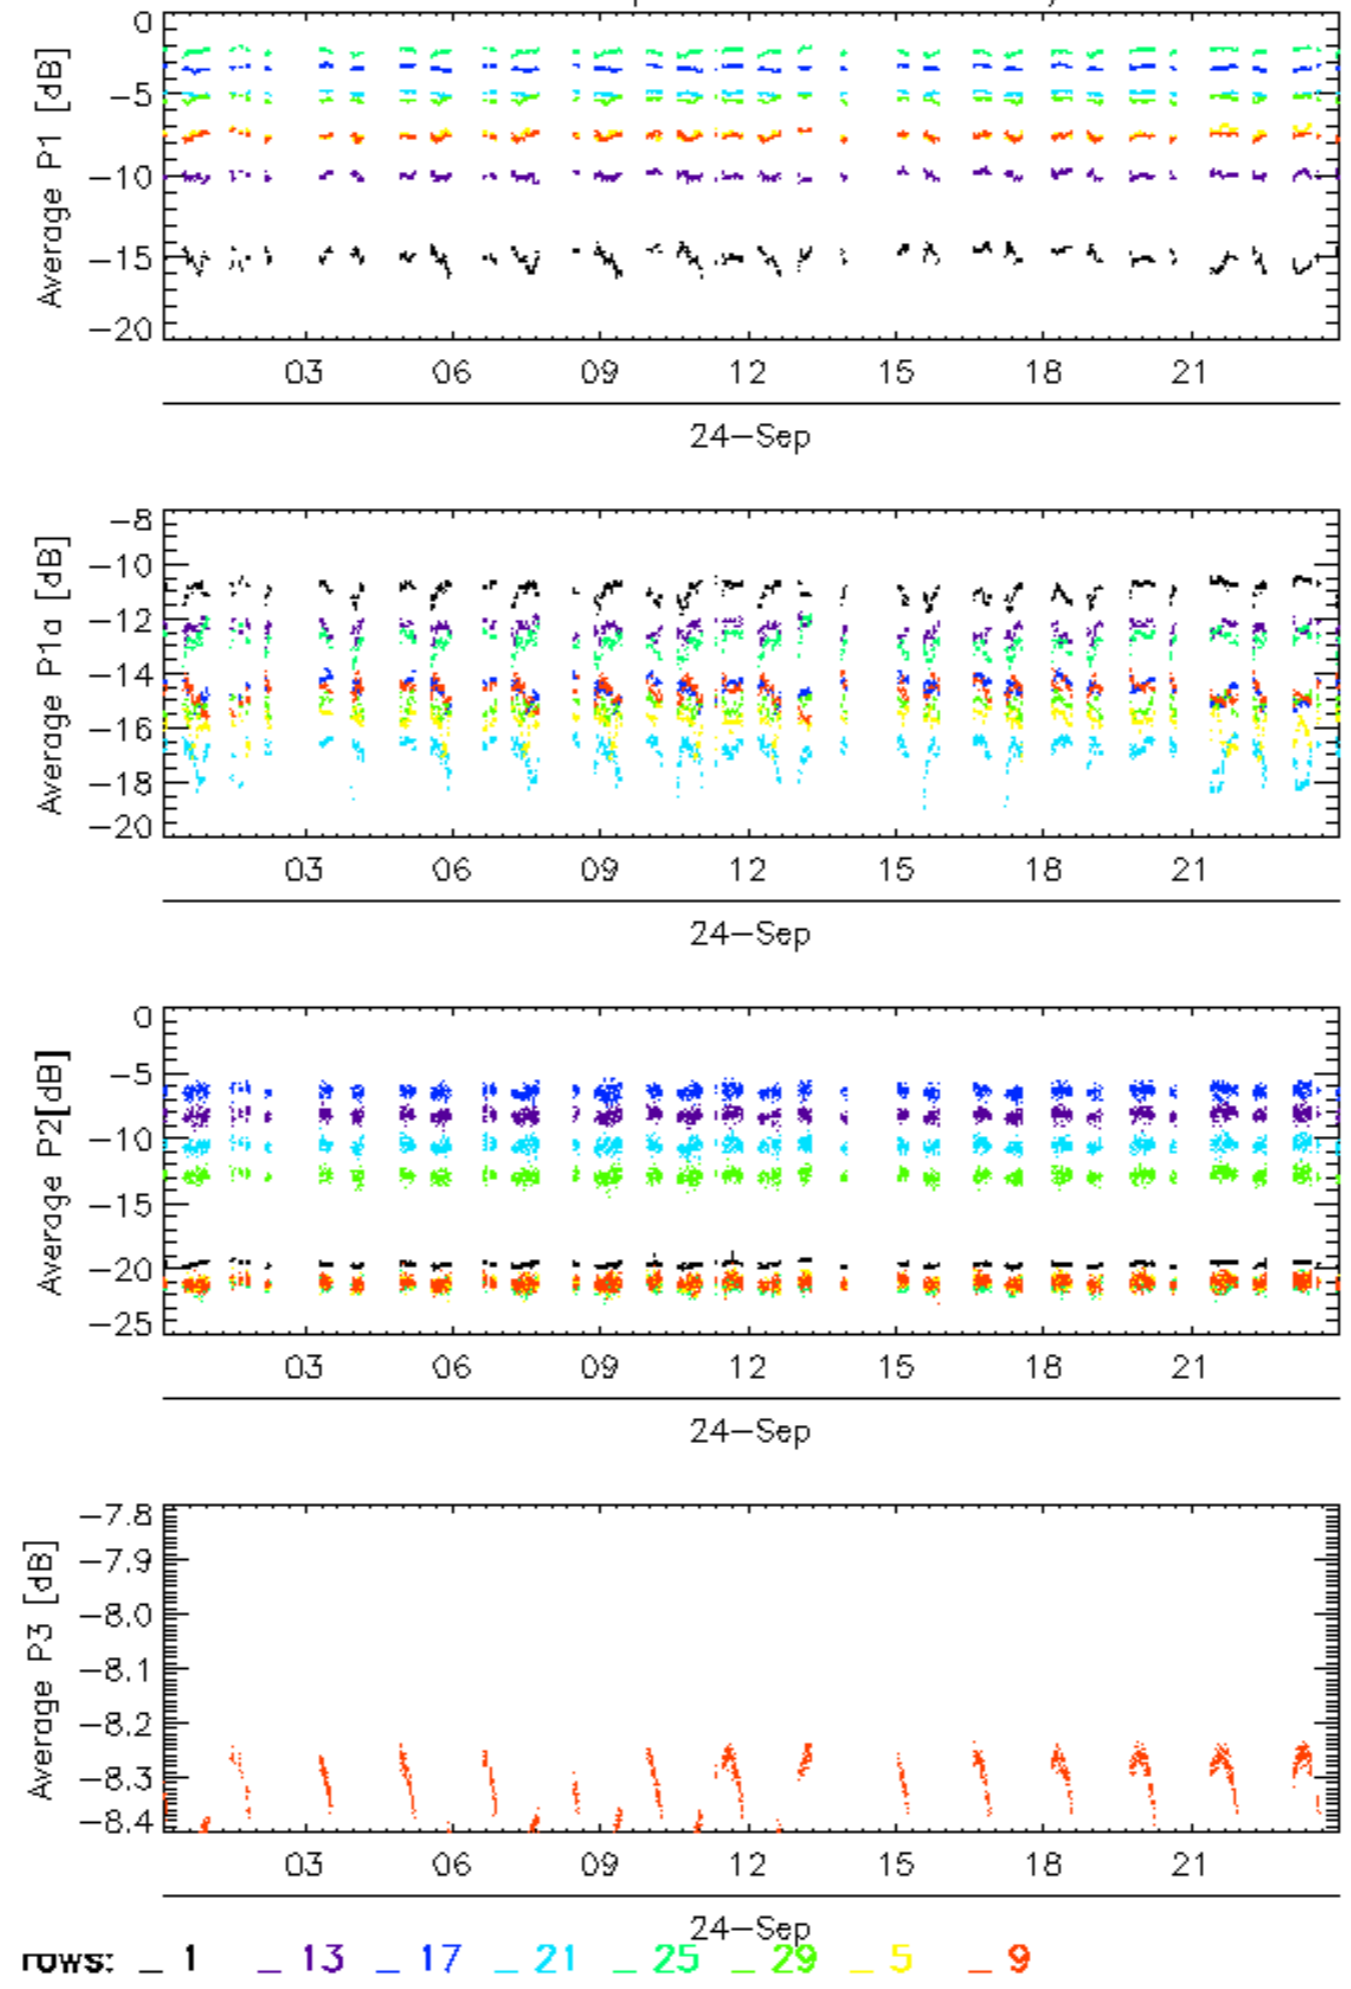 Average P1 [dB]
0
−5
−10
−15
−20
03 06 09 12 15 18 21
24−Sep
Average P1a [dB]
−8
−10
−12
−14
−16
−18
−20
03 06 09 12 15 18 21
24−Sep
Average P2[dB]
0
−5
−10
−15
−20
−25
03 06 09 12 15 18 21
24−Sep
Average P3 [dB]
−7.8
−7.9
−8.0
−8.1
−8.2
−8.3
−8.4
03 06 09 12 15 18 21
24−Sep
rows: _ 1 _ 13 _ 17 _ 21 _ 25 _ 29 _ 5 _ 9